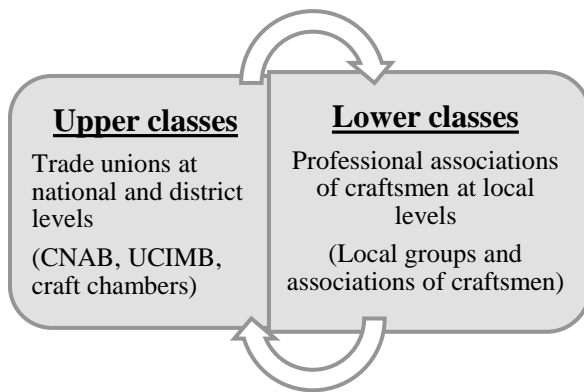 Upper classes
Trade unions at
national and district
levels
(CNAB, UCIMB,
craft chambers)
Lower classes
Professional associations
of craftsmen at local
levels
(Local groups and
associations of craftsmen)